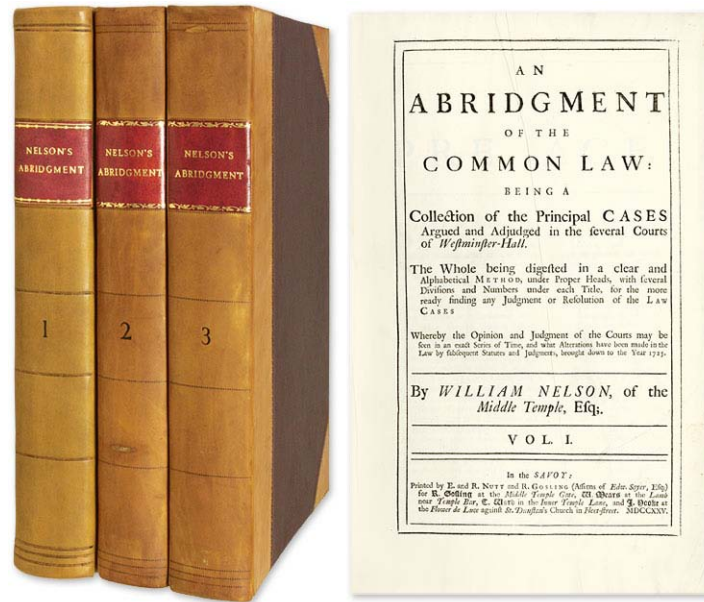 NELSON'S
ABRIDGMENT
1
NELSON'S
ABRIDGMENT
2
NELSON'S
ABRIDGMENT
3
AN
ABRIDGMENT
OF THE
COMMON LAW:
BEING A
Collection of the Principal CASES
Argued and Adjudged in the ſeveral Courts
of Weſtminſter-Hall.
The Whole being digeſted in a clear and
Alphabetical METHOD, under Proper Heads, with ſeveral
Diviſions and Numbers under each Title, for the more
ready finding any Judgment or Reſolution of the LAW
CASES
Whereby the Opinion and Judgment of the Courts may be
ſeen in an exact Series of Time, and what Alterations have been made in the
Law by ſubſequent Statutes and Judgments, brought down to the Year 1725.
By WILLIAM NELSON, of the
Middle Temple, Eſq;.
VOL. I.
In the SAVOY:
Printed by E. and R. NUTT and R. GOSLING (Aſſigns of Edw. Sayer, Eſq;)
for R. Goſling at the Middle Temple Gate, W. Mears at the Lamb
near Temple Bar, in the Inner Temple Lane, and J. Hooke at
the Flower de Luce againſt St. Dunſtan's Church in Fleet-ſtreet. MDCCXXV.